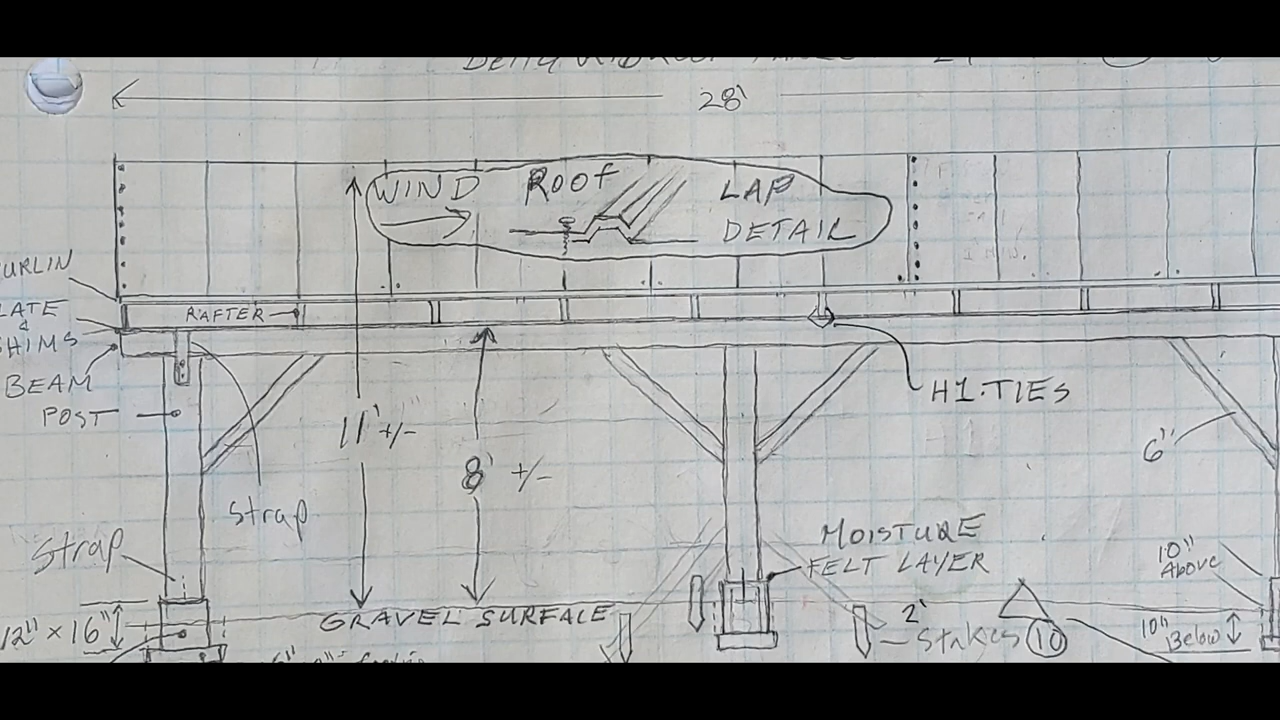 28'
WIND ROOF LAP
DETAIL
URLIN
LATE
&
SHIMS
RAFTER
BEAM
POST
H1.TIES
11' +/-
8' +/-
6"
Strap
Strap
MOISTURE
FELT LAYER
10"
Above
GRAVEL SURFACE
2'
Stakes 10
12" x 16"
10"
Below